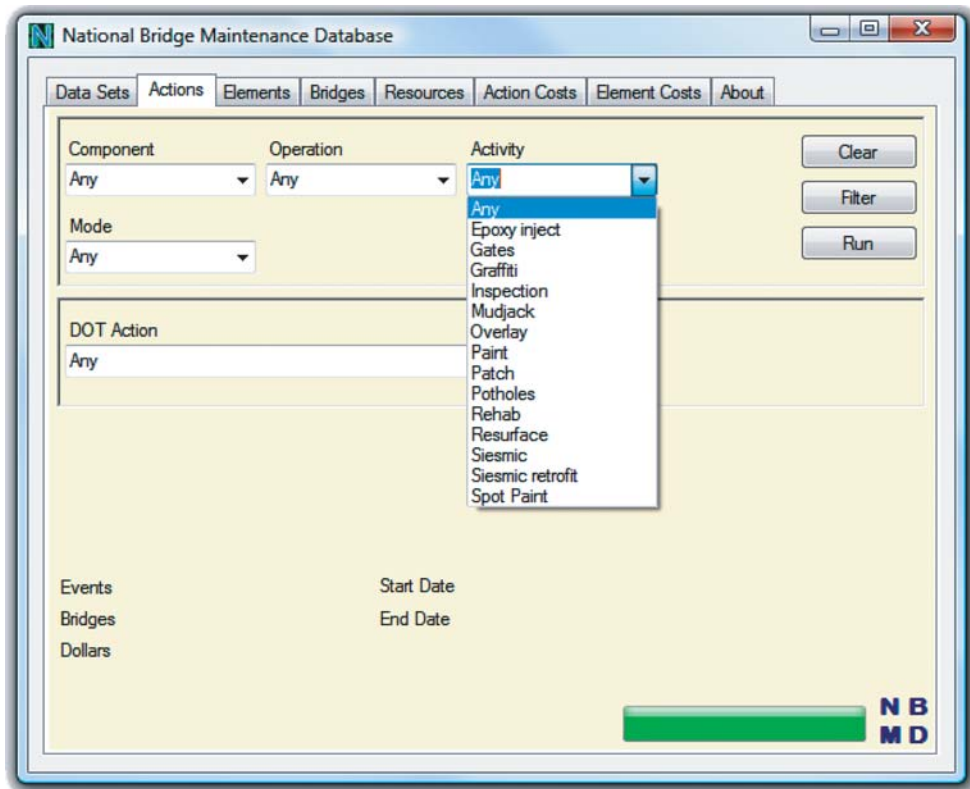 N National Bridge Maintenance Database
Data Sets Actions Elements Bridges Resources Action Costs Element Costs About
Component Operation Activity Clear
Any Any Any
Filter
Mode
Any Run
Any
Epoxy inject
Gates
Graffiti
Inspection
Mudjack
Overlay
Paint
Patch
Potholes
Rehab
Resurface
Siesmic
Siesmic retrofit
Spot Paint
DOT Action
Any
Events Start Date
Bridges End Date
Dollars
N B
M D